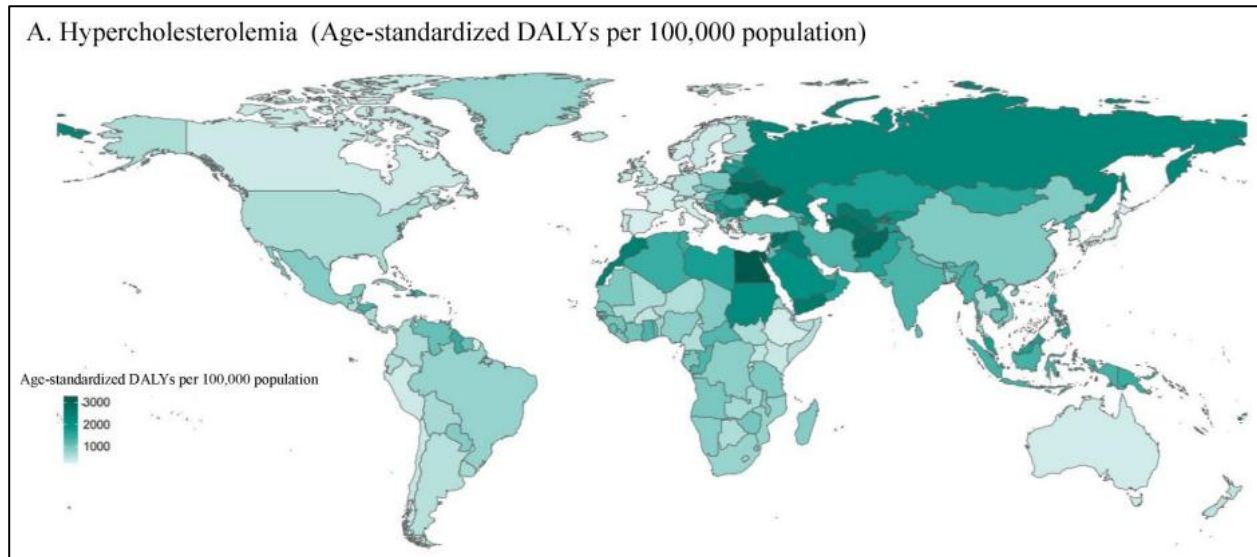 A. Hypercholesterolemia (Age-standardized DALYs per 100,000 population)
Age-standardized DALYs per 100,000 population
3000
2000
1000